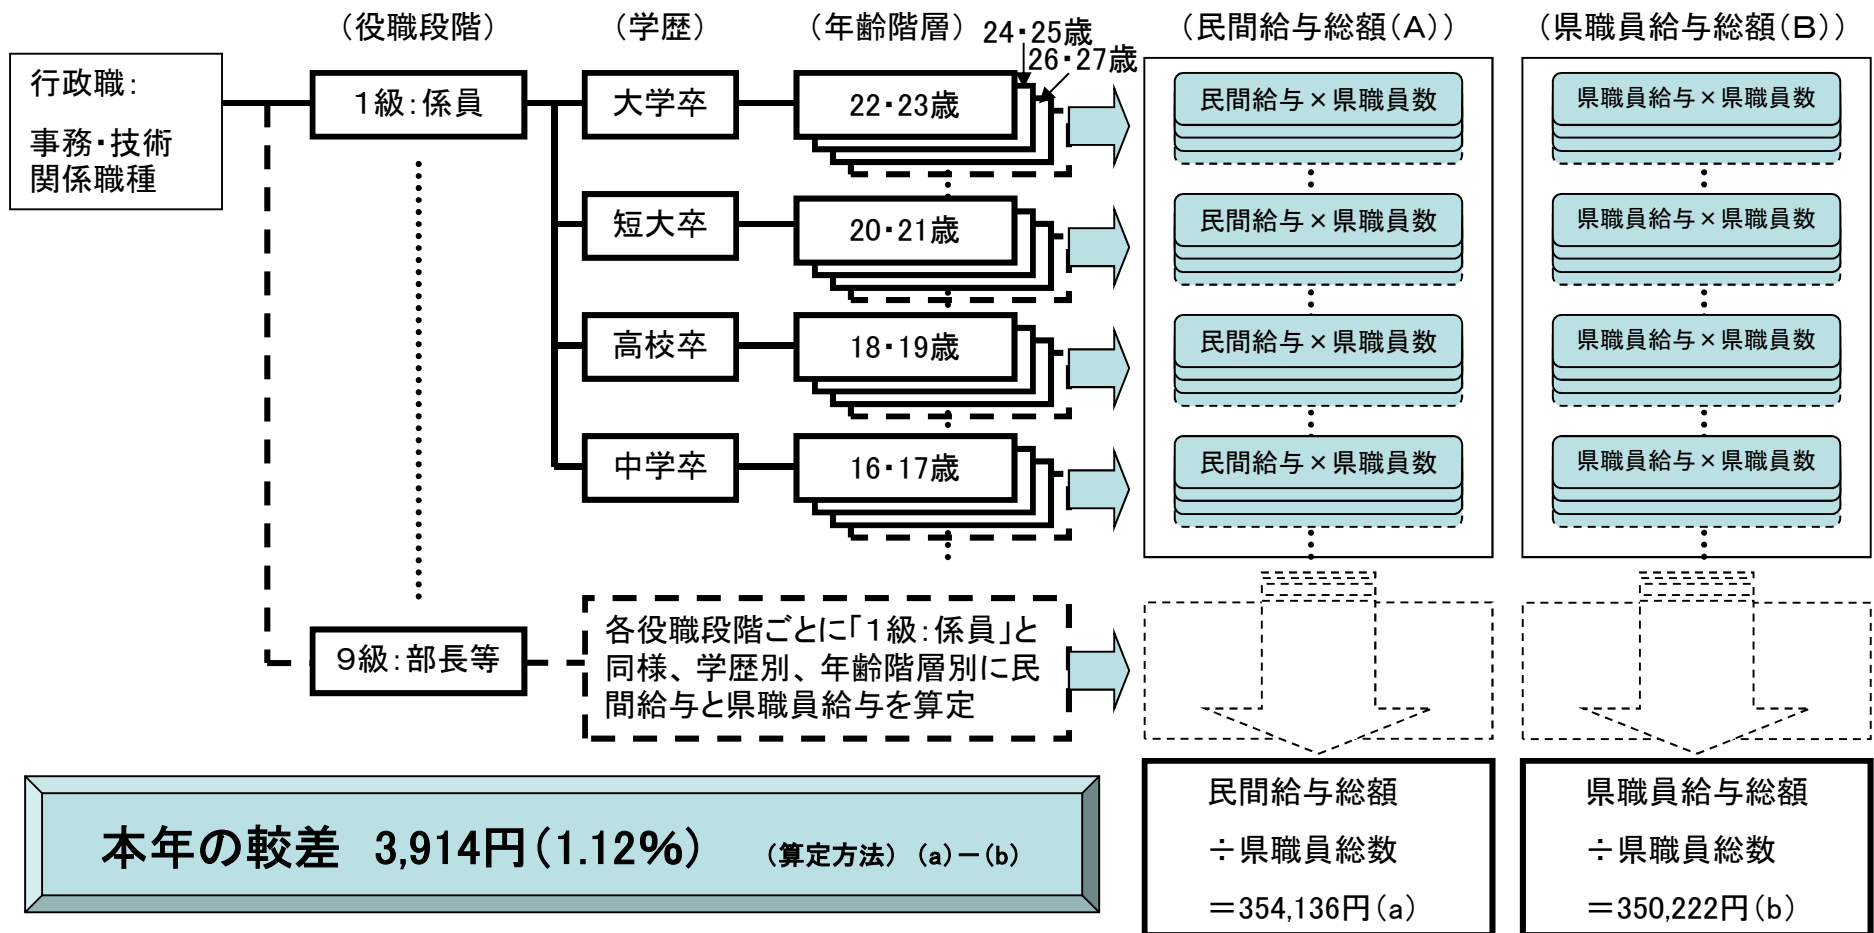 (役職段階)
(学歴)
(年齢階層)
24・25歳
26・27歳
(民間給与総額(A))
(県職員給与総額(B))
行政職:
事務・技術
関係職種
1級:係員
大学卒
22・23歳
民間給与×県職員数
県職員給与×県職員数
短大卒
20・21歳
民間給与×県職員数
県職員給与×県職員数
高校卒
18・19歳
民間給与×県職員数
県職員給与×県職員数
中学卒
16・17歳
民間給与×県職員数
県職員給与×県職員数
9級:部長等
各役職段階ごとに「1級:係員」と
同様、学歴別、年齢階層別に民
間給与と県職員給与を算定
本年の較差 3,914円(1.12%) (算定方法) (a)-(b)
民間給与総額
÷県職員総数
=354,136円(a)
県職員給与総額
÷県職員総数
=350,222円(b)